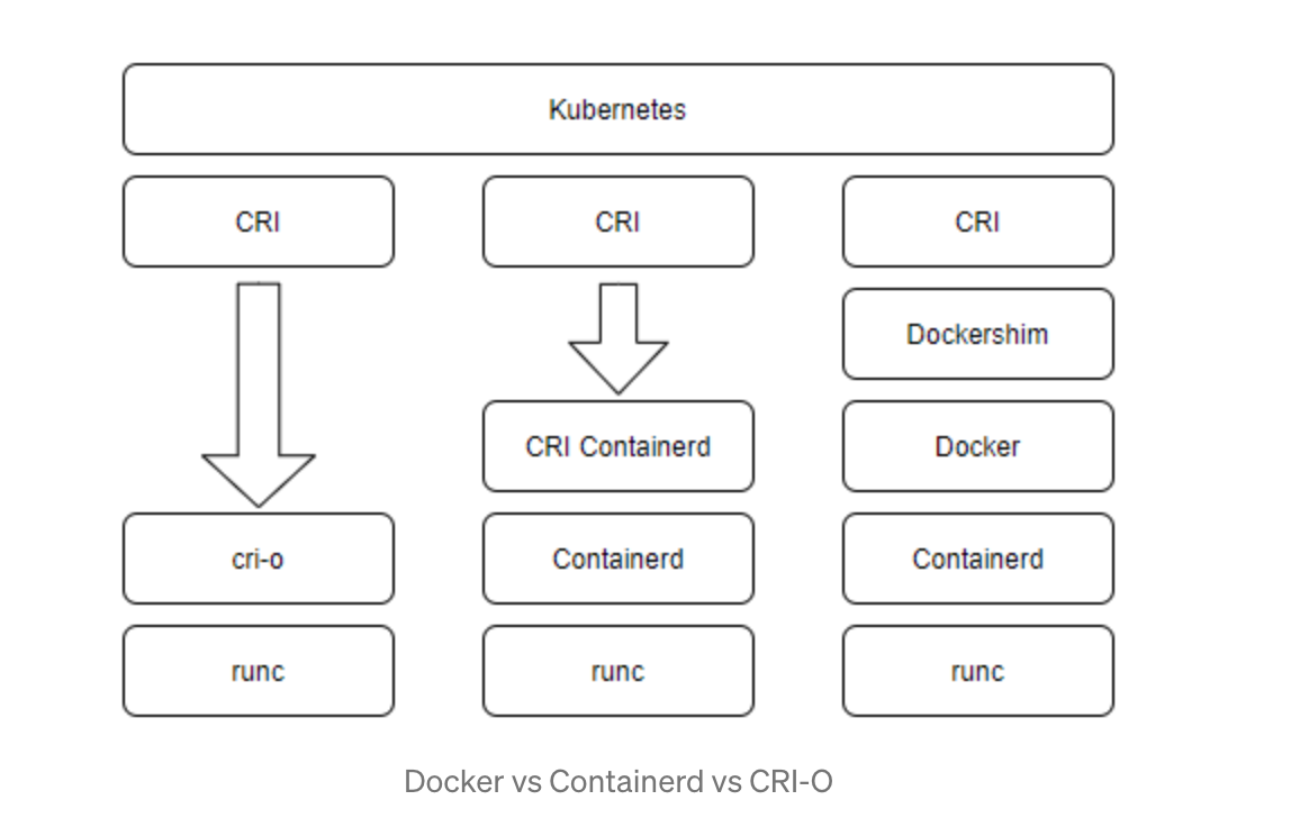 Kubernetes
CRI
CRI
CRI
Dockershim
CRI Containerd
Docker
cri-o
Containerd
Containerd
runc
runc
runc
Docker vs Containerd vs CRI-O